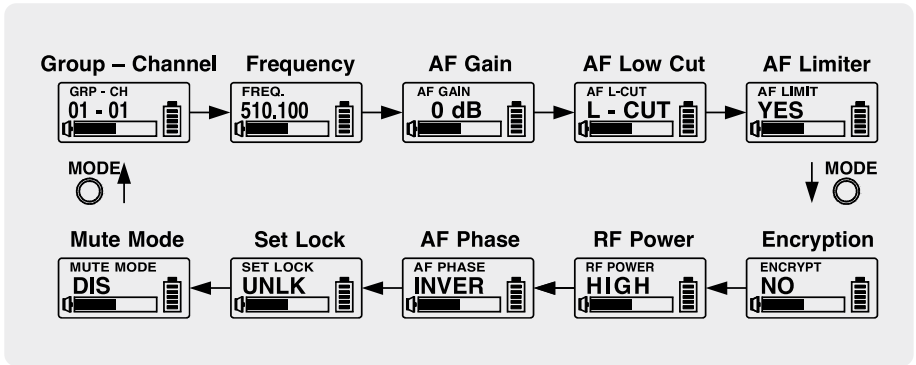 Group – Channel Frequency AF Gain AF Low Cut AF Limiter
GRP - CH FREQ. AF GAIN AF L-CUT AF LIMIT
01 - 01 510.100 0 dB L - CUT YES
MODE MODE
Mute Mode Set Lock AF Phase RF Power Encryption
MUTE MODE SET LOCK AF PHASE RF POWER ENCRYPT
DIS UNLK INVER HIGH NO